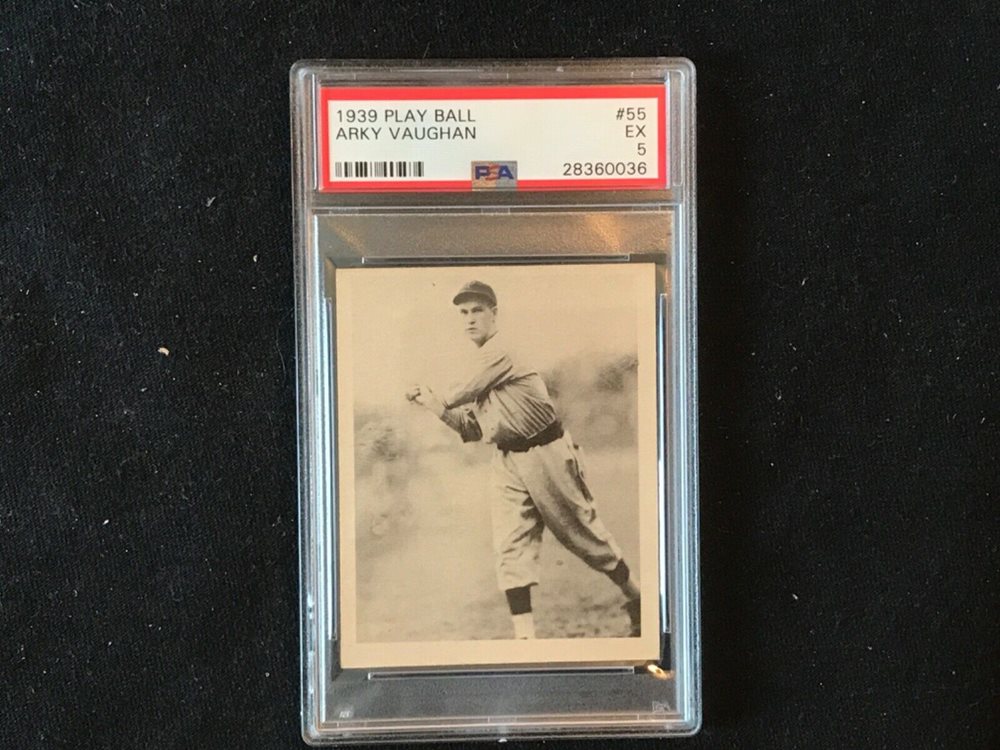 1939 PLAY BALL #55
ARKY VAUGHAN EX
5
PSA 28360036